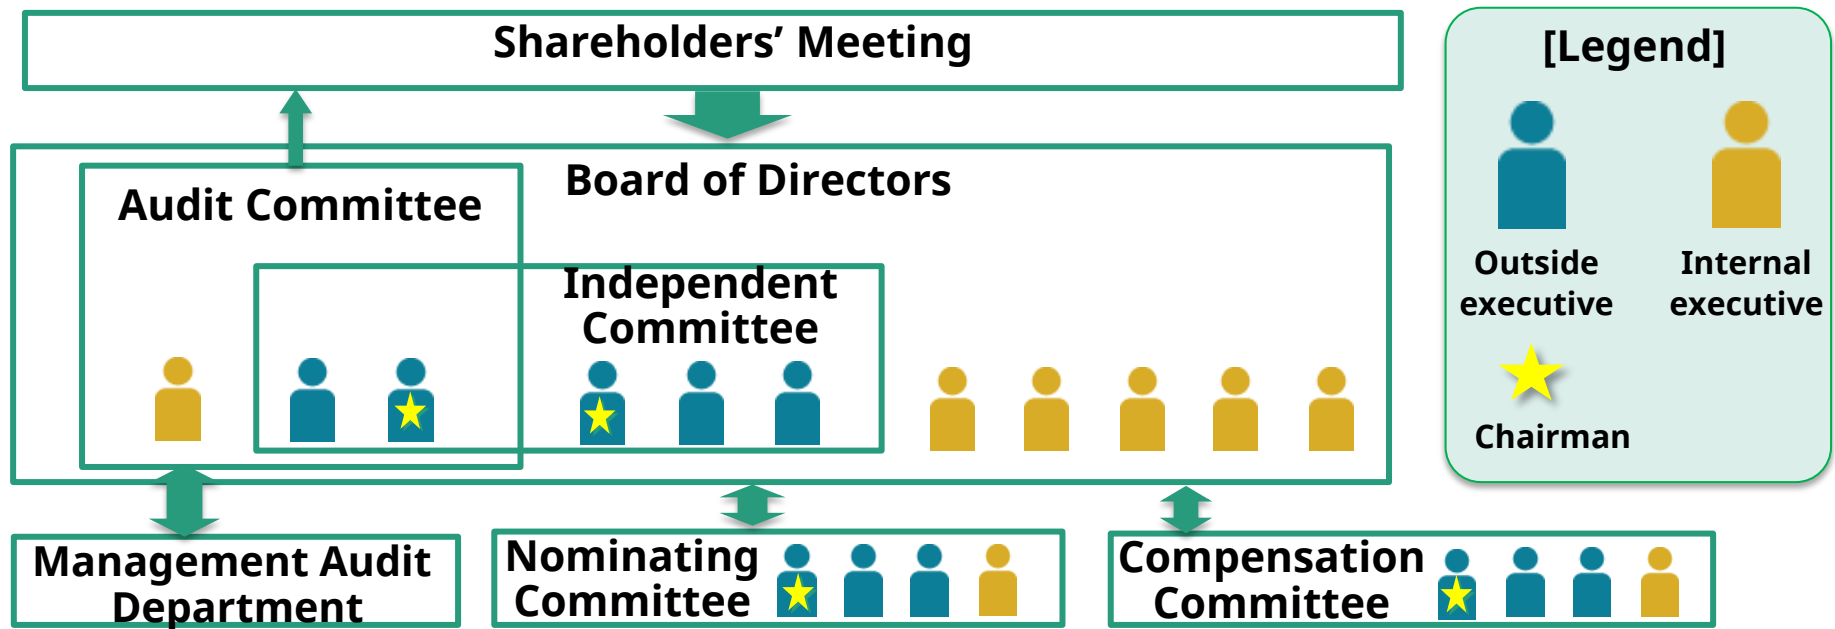 Shareholders’ Meeting
Board of Directors
Audit Committee
Independent
Committee
Management Audit
Department
Nominating
Committee
Compensation
Committee
[Legend]
Outside
executive
Internal
executive
Chairman